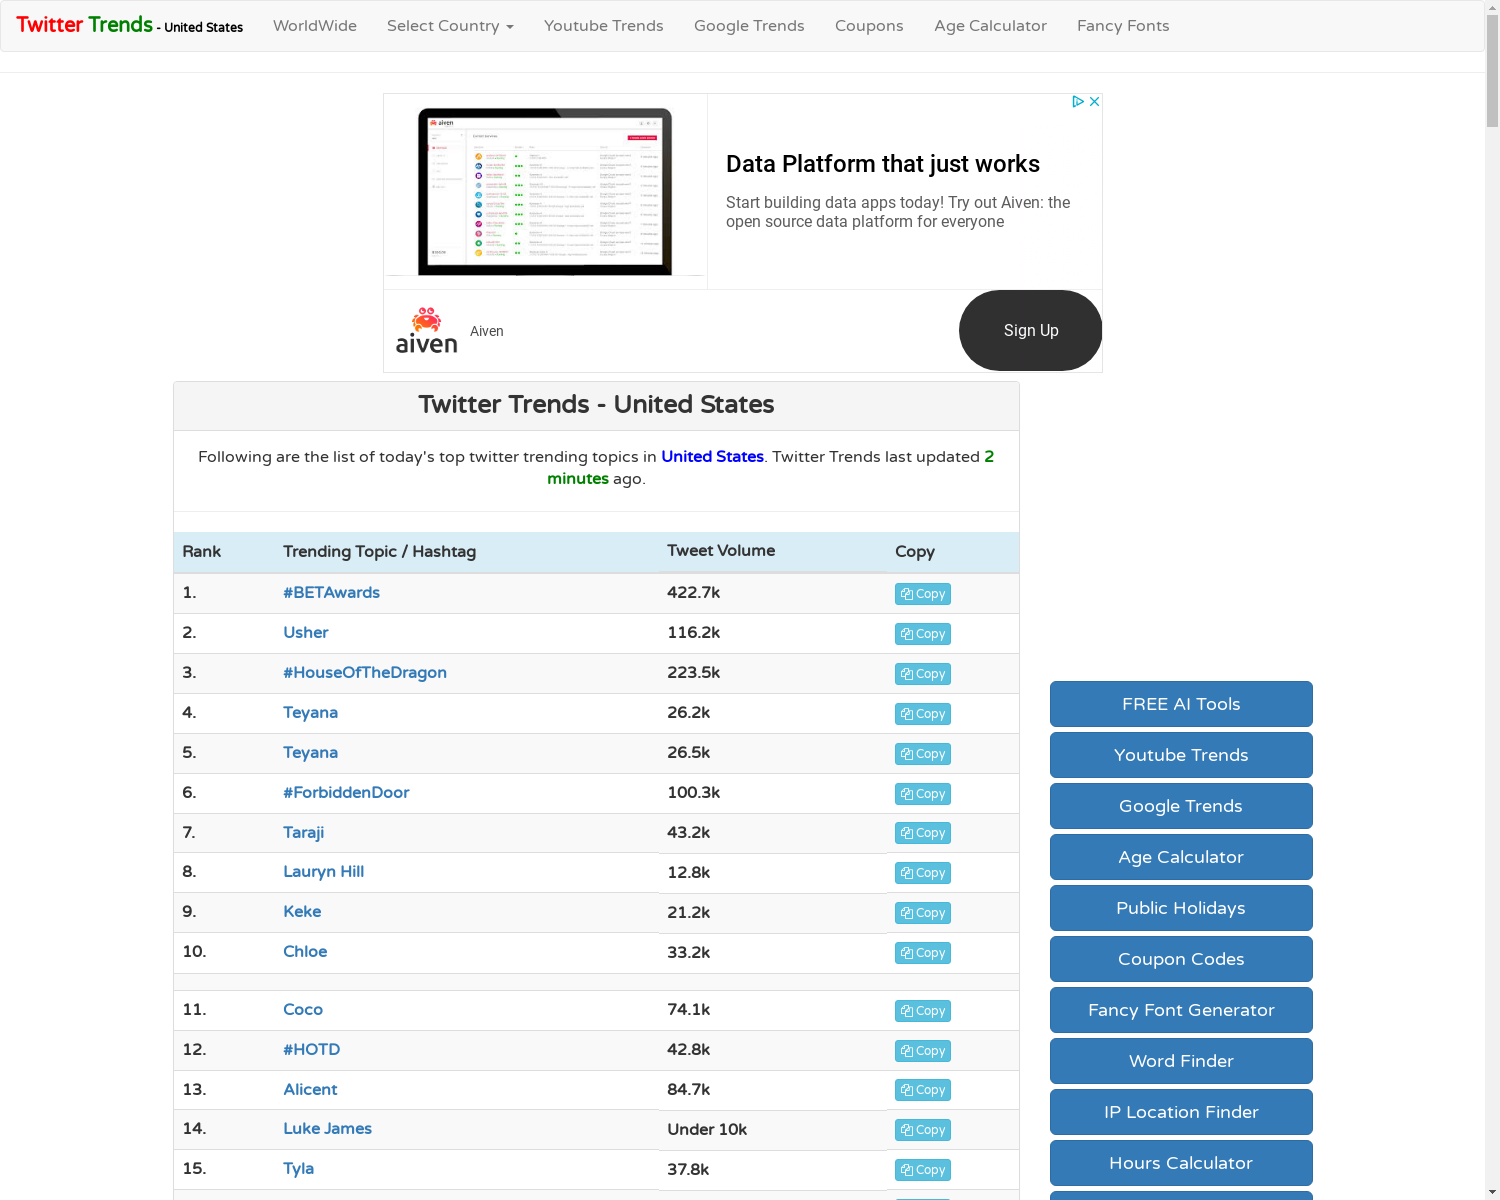 Twitter Trends - United States WorldWide Select Country Youtube Trends Google Trends Coupons Age Calculator Fancy Fonts
aiven
Data Platform that just works
Start building data apps today! Try out Aiven: the
open source data platform for everyone
aiven Aiven Sign Up
Twitter Trends - United States
Following are the list of today's top twitter trending topics in United States. Twitter Trends last updated 2
minutes ago.
Rank Trending Topic / Hashtag Tweet Volume Copy
1. #BETAwards 422.7k Copy
2. Usher 116.2k Copy
3. #HouseOfTheDragon 223.5k Copy
4. Teyana 26.2k Copy
5. Teyana 26.5k Copy
6. #ForbiddenDoor 100.3k Copy
7. Taraji 43.2k Copy
8. Lauryn Hill 12.8k Copy
9. Keke 21.2k Copy
10. Chloe 33.2k Copy
11. Coco 74.1k Copy
12. #HOTD 42.8k Copy
13. Alicent 84.7k Copy
14. Luke James Under 10k Copy
15. Tyla 37.8k Copy
FREE AI Tools
Youtube Trends
Google Trends
Age Calculator
Public Holidays
Coupon Codes
Fancy Font Generator
Word Finder
IP Location Finder
Hours Calculator